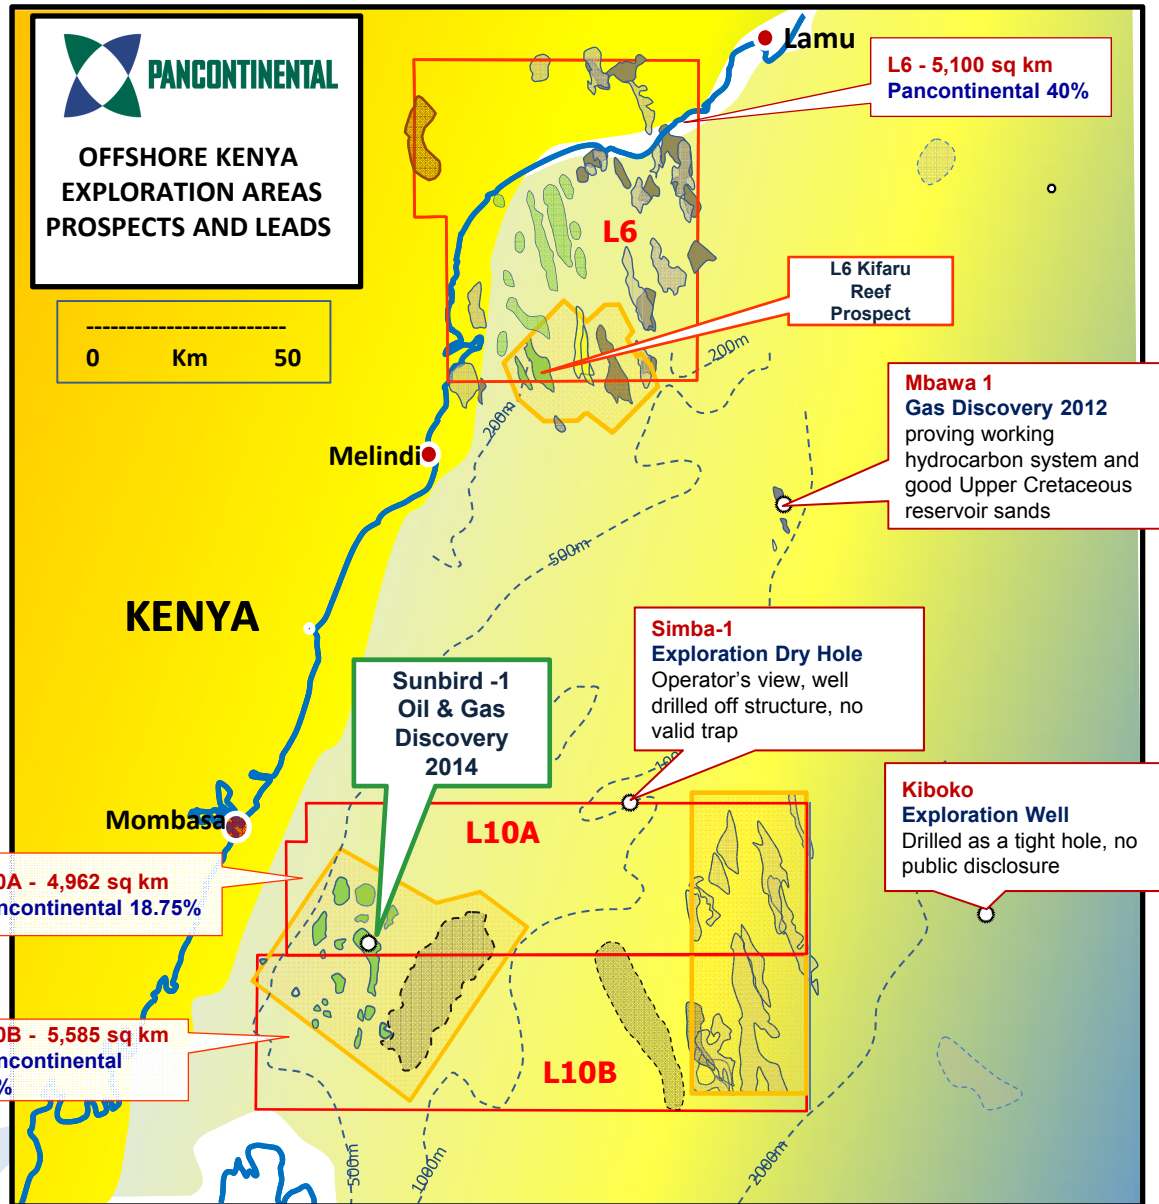 PANCONTINENTAL
OFFSHORE KENYA
EXPLORATION AREAS
PROSPECTS AND LEADS
-------------------------
0 Km 50
Lamu
L6 - 5,100 sq km
Pancontinental 40%
L6
L6 Kifaru
Reef
Prospect
200m
200m
Mbawa 1
Gas Discovery 2012
proving working
hydrocarbon system and
good Upper Cretaceous
reservoir sands
Melindi
500m
KENYA
Simba-1
Exploration Dry Hole
Operator's view, well
drilled off structure, no
valid trap
Sunbird -1
Oil & Gas
Discovery
2014
100
Kiboko
Exploration Well
Drilled as a tight hole, no
public disclosure
Mombasa
L10A
0A - 4,962 sq km
ncontinental 18.75%
0B - 5,585 sq km
ncontinental
%
L10B
500m
1000m
2000m